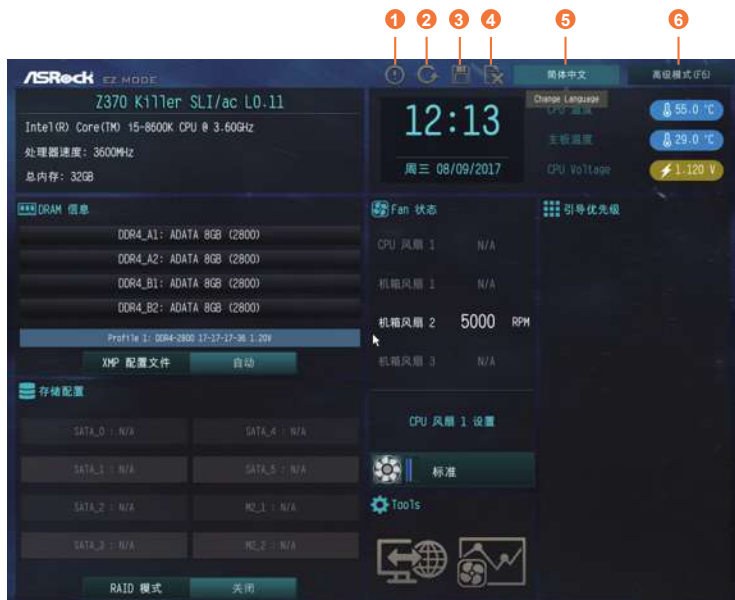 1 2 3 4 5 6
ASRock EZ MODE
简体中文
高级模式(F6)
Change Language
Z370 Killer SLI/ac L0.11
Intel(R) Core(TM) i5-8600K CPU @ 3.60GHz
处理器速度: 3600MHz
总内存: 32GB
12:13
周三 08/09/2017
CPU 温度 55.0 °C
主板温度 29.0 °C
CPU Voltage 1.120 V
DRAM 信息
DDR4_A1: ADATA 8GB (2800)
DDR4_A2: ADATA 8GB (2800)
DDR4_B1: ADATA 8GB (2800)
DDR4_B2: ADATA 8GB (2800)
Profile 1: DDR4-2800 17-17-17-36 1.20V
XMP 配置文件 自动
存储配置
SATA_0 : N/A SATA_4 : N/A
SATA_1 : N/A SATA_5 : N/A
SATA_2 : N/A M2_1 : N/A
SATA_3 : N/A M2_2 : N/A
RAID 模式 关闭
Fan 状态
CPU 风扇 1 N/A
机箱风扇 1 N/A
机箱风扇 2 5000 RPM
机箱风扇 3 N/A
CPU 风扇 1 设置
标准
Tools
引导优先级